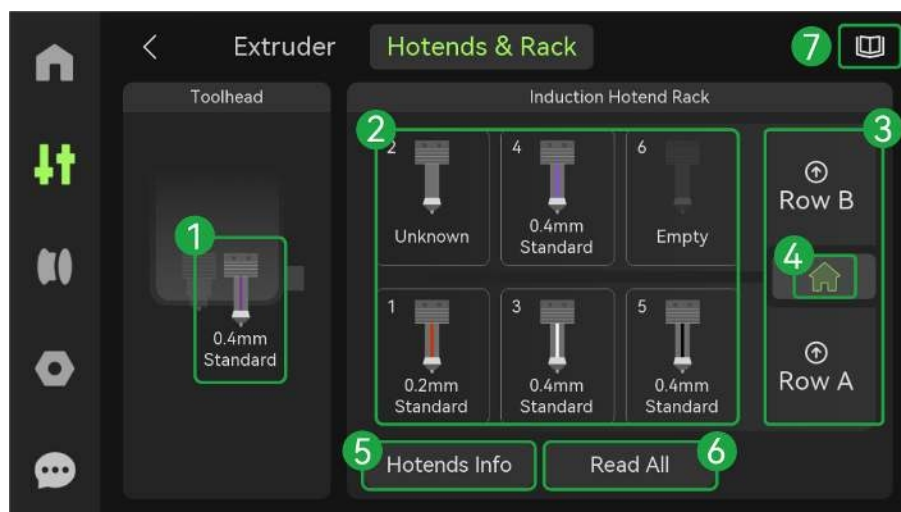 Extruder
Hotends & Rack
7
Toolhead
Induction Hotend Rack
1
0.4mm
Standard
2
2
Unknown
4
0.4mm
Standard
6
Empty
1
0.2mm
Standard
3
0.4mm
Standard
5
0.4mm
Standard
3
Row B
4
Row A
5
Hotends Info
Read All
6